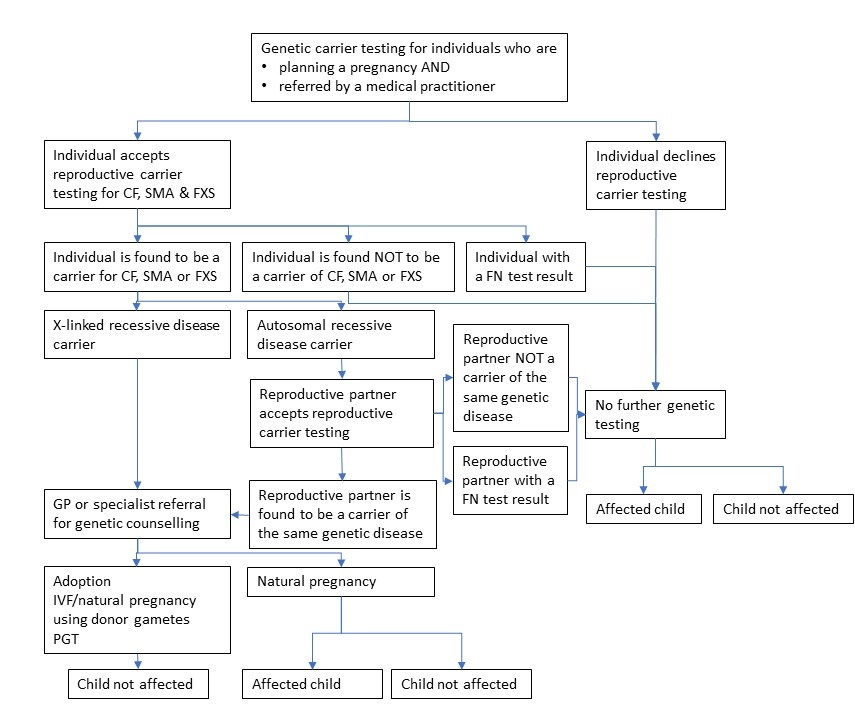 Genetic carrier testing for individuals who are
• planning a pregnancy AND
• referred by a medical practitioner
Individual accepts
reproductive carrier
testing for CF, SMA & FXS
Individual declines
reproductive
carrier testing
Individual is found to be a
carrier for CF, SMA or FXS
Individual is found NOT to be
a carrier of CF, SMA or FXS
Individual with
a FN test result
X-linked recessive disease
carrier
Autosomal recessive
disease carrier
Reproductive
partner NOT a
carrier of the
same genetic
disease
Reproductive partner
accepts reproductive
carrier testing
No further genetic
testing
Reproductive
partner with a
FN test result
GP or specialist referral
for genetic counselling
Reproductive partner is
found to be a carrier of
the same genetic disease
Affected child
Child not affected
Adoption
IVF/natural pregnancy
using donor gametes
PGT
Natural pregnancy
Child not affected
Affected child
Child not affected